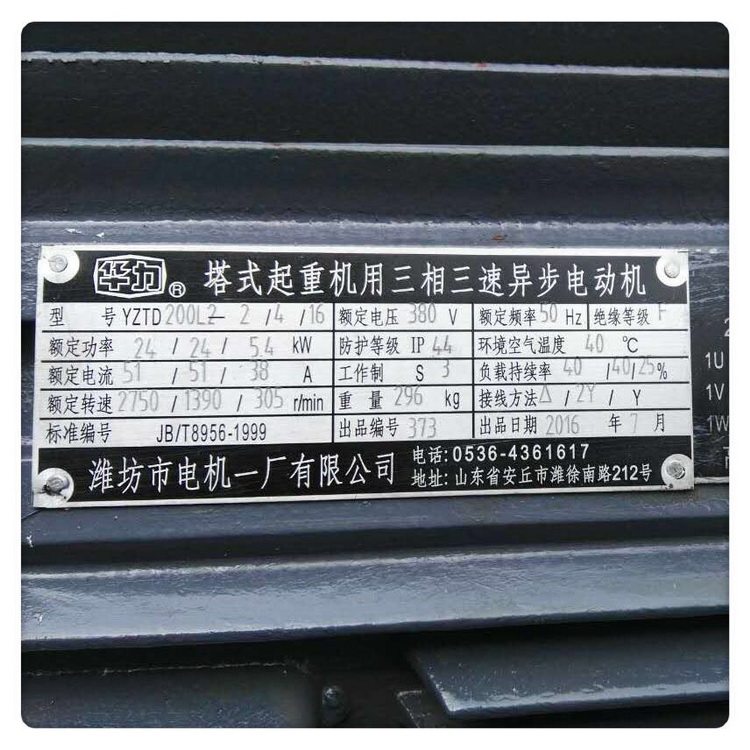 华力 ® 塔式起重机用三相三速异步电动机
型 号 YZTD200L2-2/4/16 额定电压 380 V 额定频率 50 Hz 绝缘等级 F
额定功率 24 / 24 / 5.4 kW 防护等级 IP 44 环境空气温度 40 ℃
额定电流 51 / 51 / 38 A 工作制 S 3 负载持续率 40 /40/25%
额定转速 2750 /1390 / 305 r/min 重 量 296 kg 接线方法 △ / 2Y / Y
标准编号 JB/T8956-1999 出品编号 373 出品日期 2016 年 7 月
潍坊市电机一厂有限公司 电话: 0536-4361617
地址: 山东省安丘市潍徐南路212号
1U
1V
1W